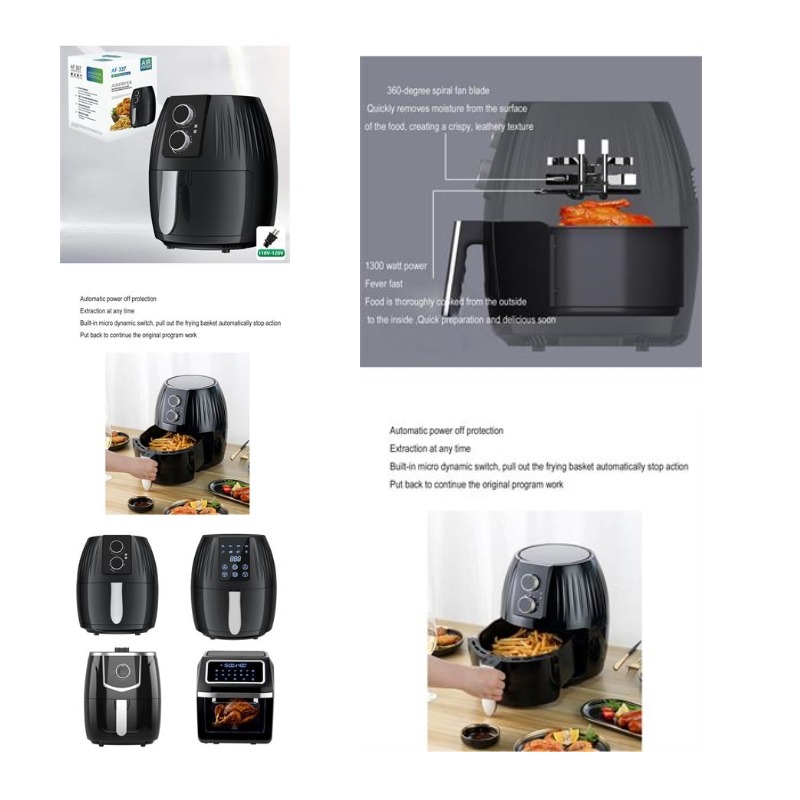 AF 337
AF 337
AIR
110V-120V
Automatic power off protection
Extraction at any time
Built-in micro dynamic switch, pull out the frying basket automatically stop action
Put back to continue the original program work
360-degree spiral fan blade
Quickly removes moisture from the surface
of the food, creating a crispy, leathery texture
1300 watt power
Fever fast
Food is thoroughly cooked from the outside
to the inside ,Quick preparation and delicious soon
Automatic power off protection
Extraction at any time
Built-in micro dynamic switch, pull out the frying basket automatically stop action
Put back to continue the original program work